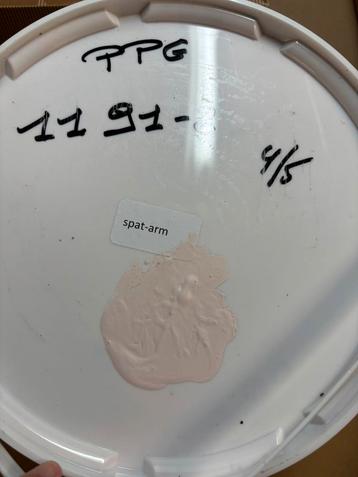 PPG
11 91-
4/5
spat-arm